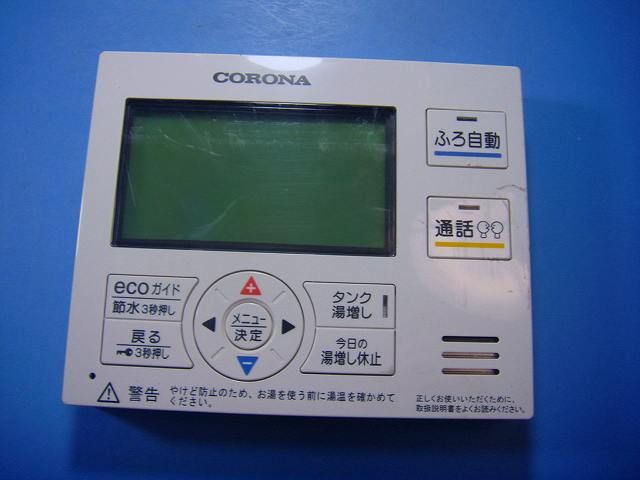 CORONA
ふろ自動
通話
ecoガイド
節水3秒押し
戻る
3秒押し
メニュー
決定
タンク
湯増し
今日の
湯増し休止
警告
やけど防止のため、お湯を使う前に湯温を確かめて
ください。
正しくお使いいただくために、
取扱説明書をよくお読みください。